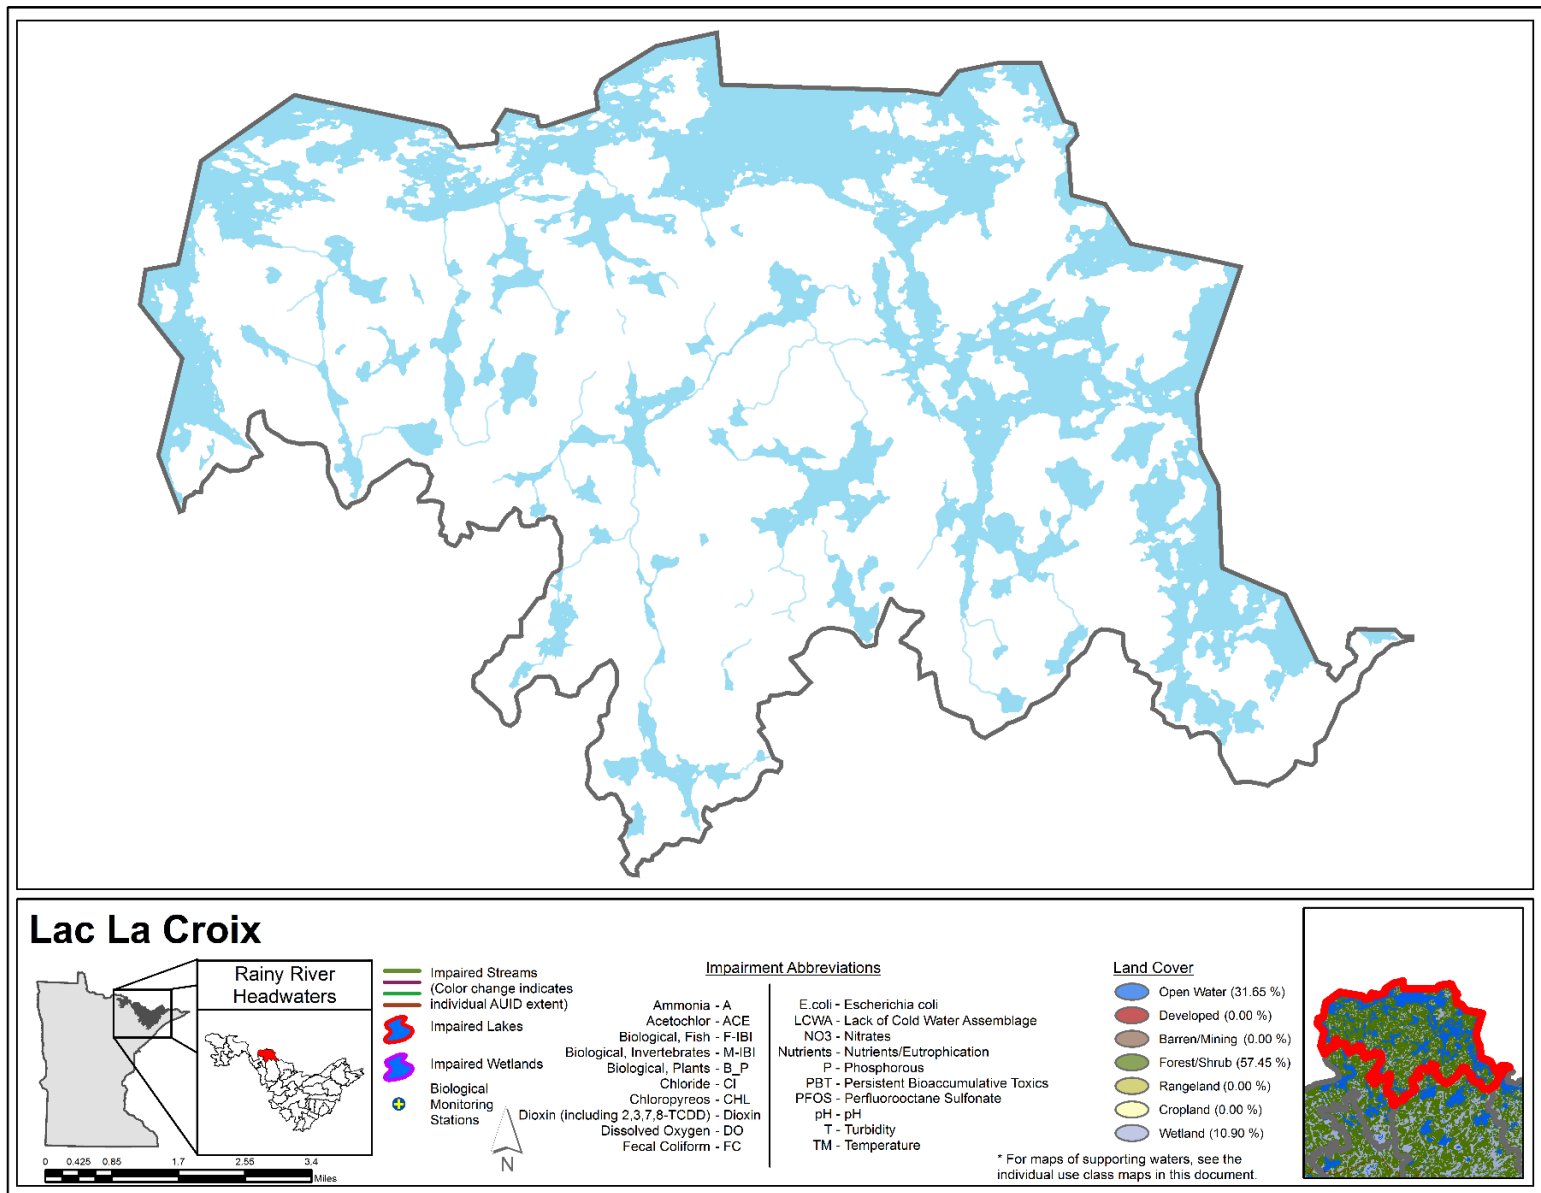 Lac La Croix
Rainy River
Headwaters
Impaired Streams
(Color change indicates
individual AUID extent)
Impaired Lakes
Impaired Wetlands
Biological
Monitoring
Stations
N
0 0.425 0.85 1.7 2.55 3.4
Miles
Impairment Abbreviations
Ammonia - A
Acetochlor - ACE
Biological, Fish - F-IBI
Biological, Invertebrates - M-IBI
Biological, Plants - B_P
Chloride - Cl
Chloropyreos - CHL
Dioxin (including 2,3,7,8-TCDD) - Dioxin
Dissolved Oxygen - DO
Fecal Coliform - FC
E.coli - Escherichia coli
LCWA - Lack of Cold Water Assemblage
NO3 - Nitrates
Nutrients - Nutrients/Eutrophication
P - Phosphorous
PBT - Persistent Bioaccumulative Toxics
PFOS - Perfluorooctane Sulfonate
pH - pH
T - Turbidity
TM - Temperature
Land Cover
Open Water (31.65 %)
Developed (0.00 %)
Barren/Mining (0.00 %)
Forest/Shrub (57.45 %)
Rangeland (0.00 %)
Cropland (0.00 %)
Wetland (10.90 %)
* For maps of supporting waters, see the
individual use class maps in this document.